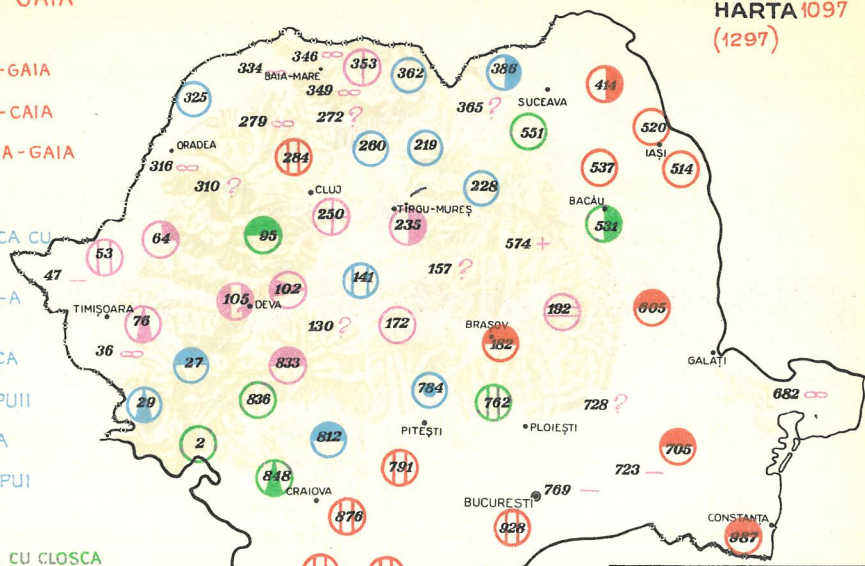 GAIA
HARTA 1097
(1297)
-GAIA
-CAIA
A-GAIA
CA CU
-A
CA
PUII
A
PUI
CU CLOSCA
346 ∞
334 —
BAIA-MARE
353
362
386
349 ∞
325
365 ?
SUCEAVA
414
279 ∞
272 ?
551
520
ORADEA
IAȘI
316 ∞
284
260
219
537
514
310 ?
CLUJ
228
250
TÎRGU-MUREȘ
235
BACĂU
531
64
95
574 +
53
47 —
157 ?
141
102
105 ?
DEVA
192
605
TIMIȘOARA
76
130 ?
172
BRAȘOV
182
36 ∞
27
833
GALAȚI
29
836
784
762
728 ?
682 ∞
2
812
PITEȘTI
PLOIEȘTI
705
848
791
723 —
CRAIOVA
BUCUREȘTI
769 —
876
928
CONSTANȚA
987